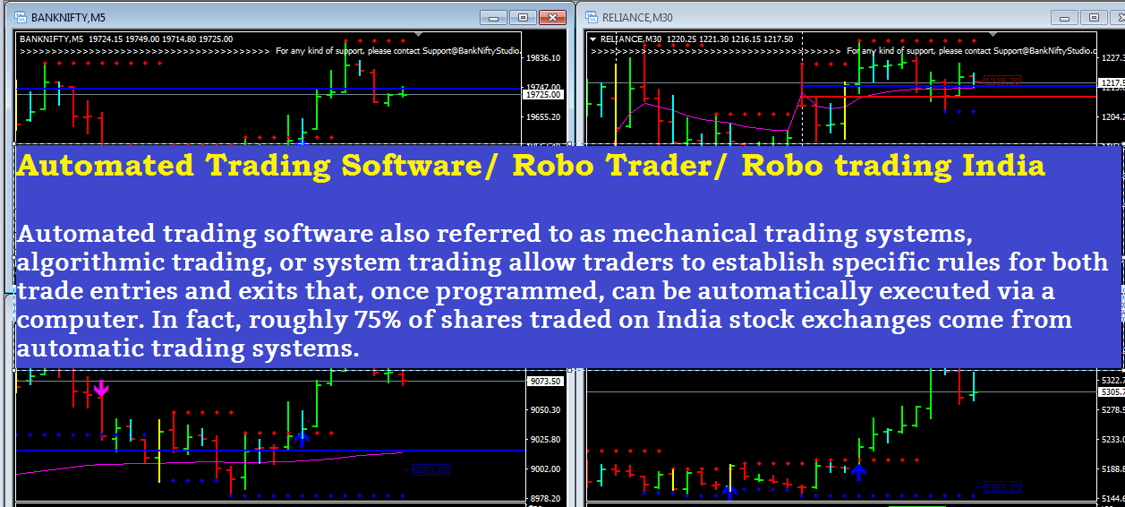 BANKNIFTY,M5
RELIANCE,M30
BANKNIFTY,M5 19724.15 19749.00 19714.80 19725.00
RELIANCE,M30 1220.25 1221.30 1216.15 1217.50
For any kind of support, please contact Support@BankNiftyStudio.
For any kind of support, please contact Support@BankNiftyStudio.c
19836.10
19747.00
19725.00
19655.20
1227.3
1217.5
1204.2
Automated Trading Software/ Robo Trader/ Robo trading India
Automated trading software also referred to as mechanical trading systems,
algorithmic trading, or system trading allow traders to establish specific rules for both
trade entries and exits that, once programmed, can be automatically executed via a
computer. In fact, roughly 75% of shares traded on India stock exchanges come from
automatic trading systems.
9073.50
9050.30
9025.80
9002.00
8978.20
5322.7
5305.7
5278.5
5233.0
5188.8
5144.6